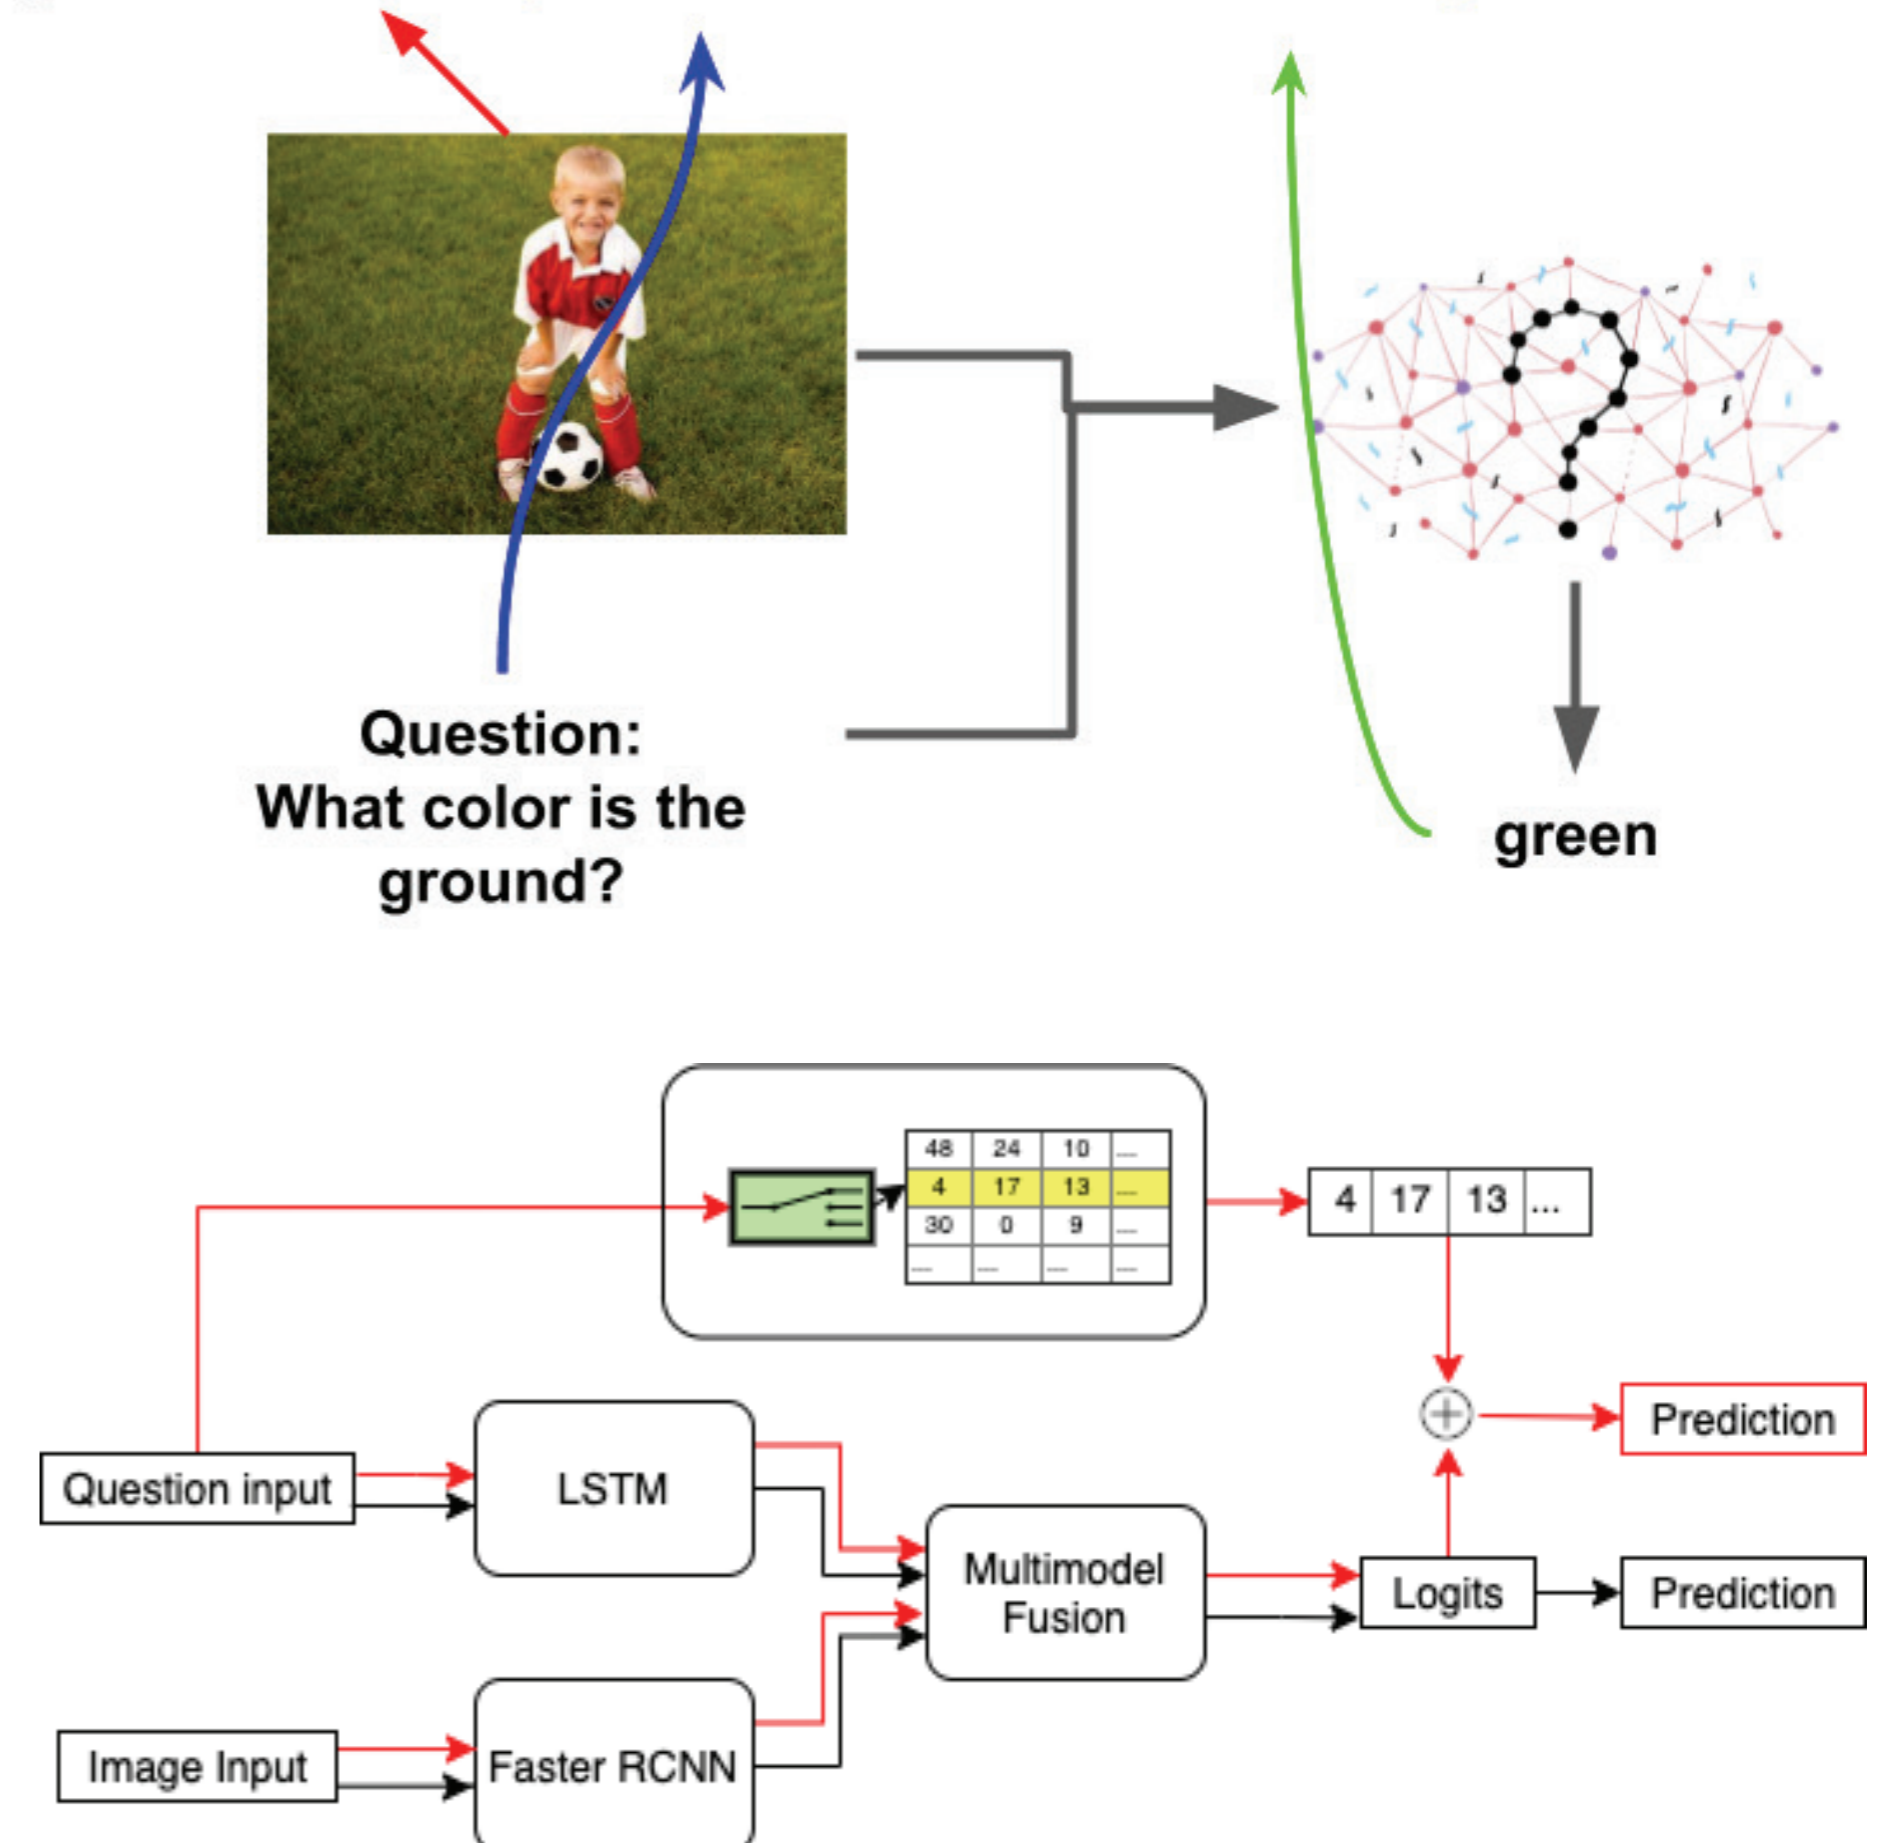 Question:
What color is the
ground?
green
48 24 10 ....
4 17 13 ....
30 0 9 ....
.... .... .... ....
4 17 13 ...
Prediction
Question input
LSTM
Multimodel
Fusion
Logits
Prediction
Image Input
Faster RCNN